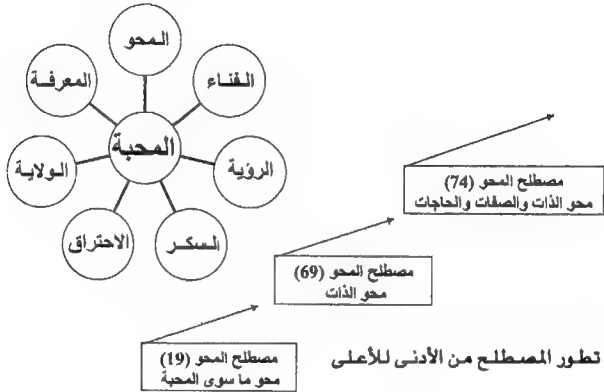 المحو
الفناء
المعرفة
المحبة
الرؤية
الولاية
السكر
الاحتراق
مصطلح المحو (74)
محو الذات والصفات والحاجات
مصطلح المحو (69)
محو الذات
مصطلح المحو (19)
محو ما سوى المحبة
تطور المصطلح من الأدنى للأعلى